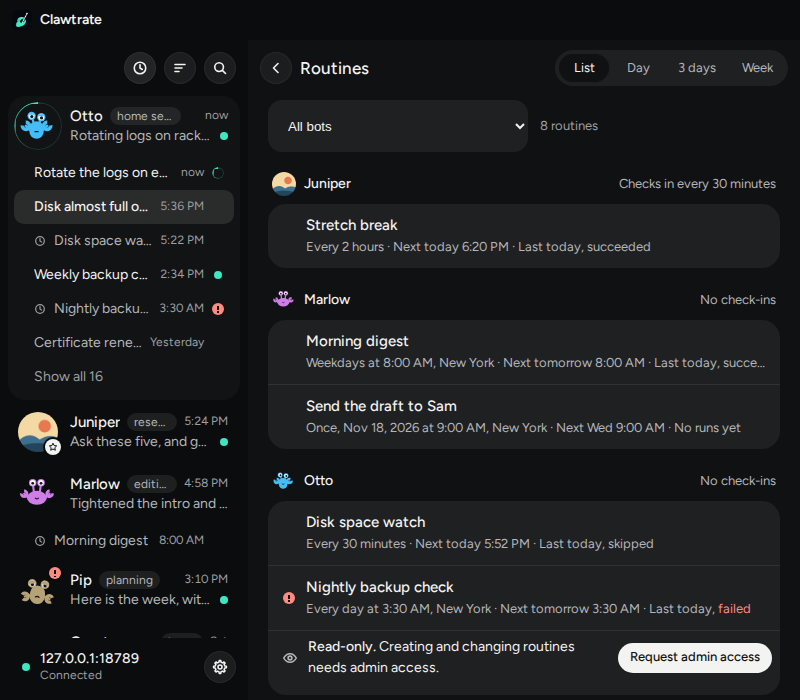 Clawtrate
Routines
List
Day
3 days
Week
Otto
home se...
now
Rotating logs on rack...
Rotate the logs on e...
now
Disk almost full o...
5:36 PM
Disk space wa...
5:22 PM
Weekly backup c...
2:34 PM
Nightly backu...
3:30 AM
Certificate rene...
Yesterday
Show all 16
Juniper
rese...
5:24 PM
Ask these five, and g...
Marlow
editi...
4:58 PM
Tightened the intro and ...
Morning digest
8:00 AM
Pip
planning
3:10 PM
Here is the week, wit...
127.0.0.1:18789
Connected
All bots
8 routines
Juniper
Checks in every 30 minutes
Stretch break
Every 2 hours · Next today 6:20 PM · Last today, succeeded
Marlow
No check-ins
Morning digest
Weekdays at 8:00 AM, New York · Next tomorrow 8:00 AM · Last today, succe...
Send the draft to Sam
Once, Nov 18, 2026 at 9:00 AM, New York · Next Wed 9:00 AM · No runs yet
Otto
No check-ins
Disk space watch
Every 30 minutes · Next today 5:52 PM · Last today, skipped
Nightly backup check
Every day at 3:30 AM, New York · Next tomorrow 3:30 AM · Last today, failed
Read-only. Creating and changing routines
needs admin access.
Request admin access